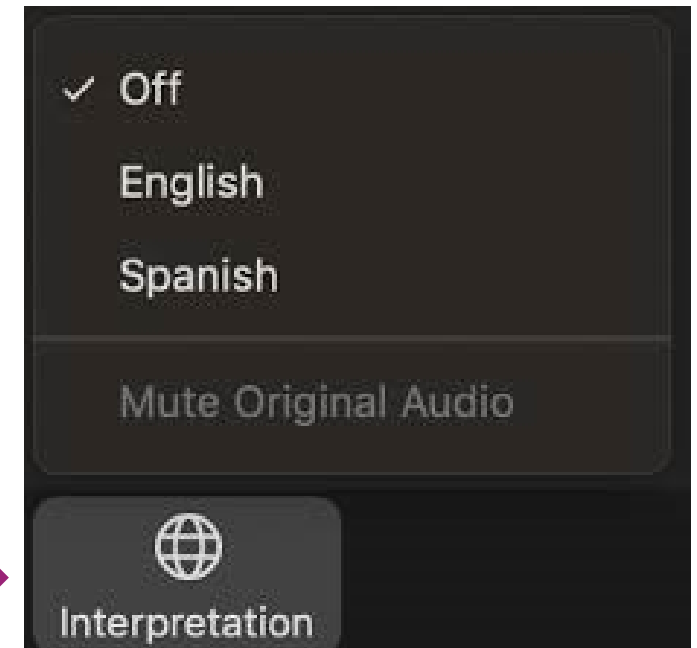 Off
English
Spanish
Mute Original Audio
Interpretation